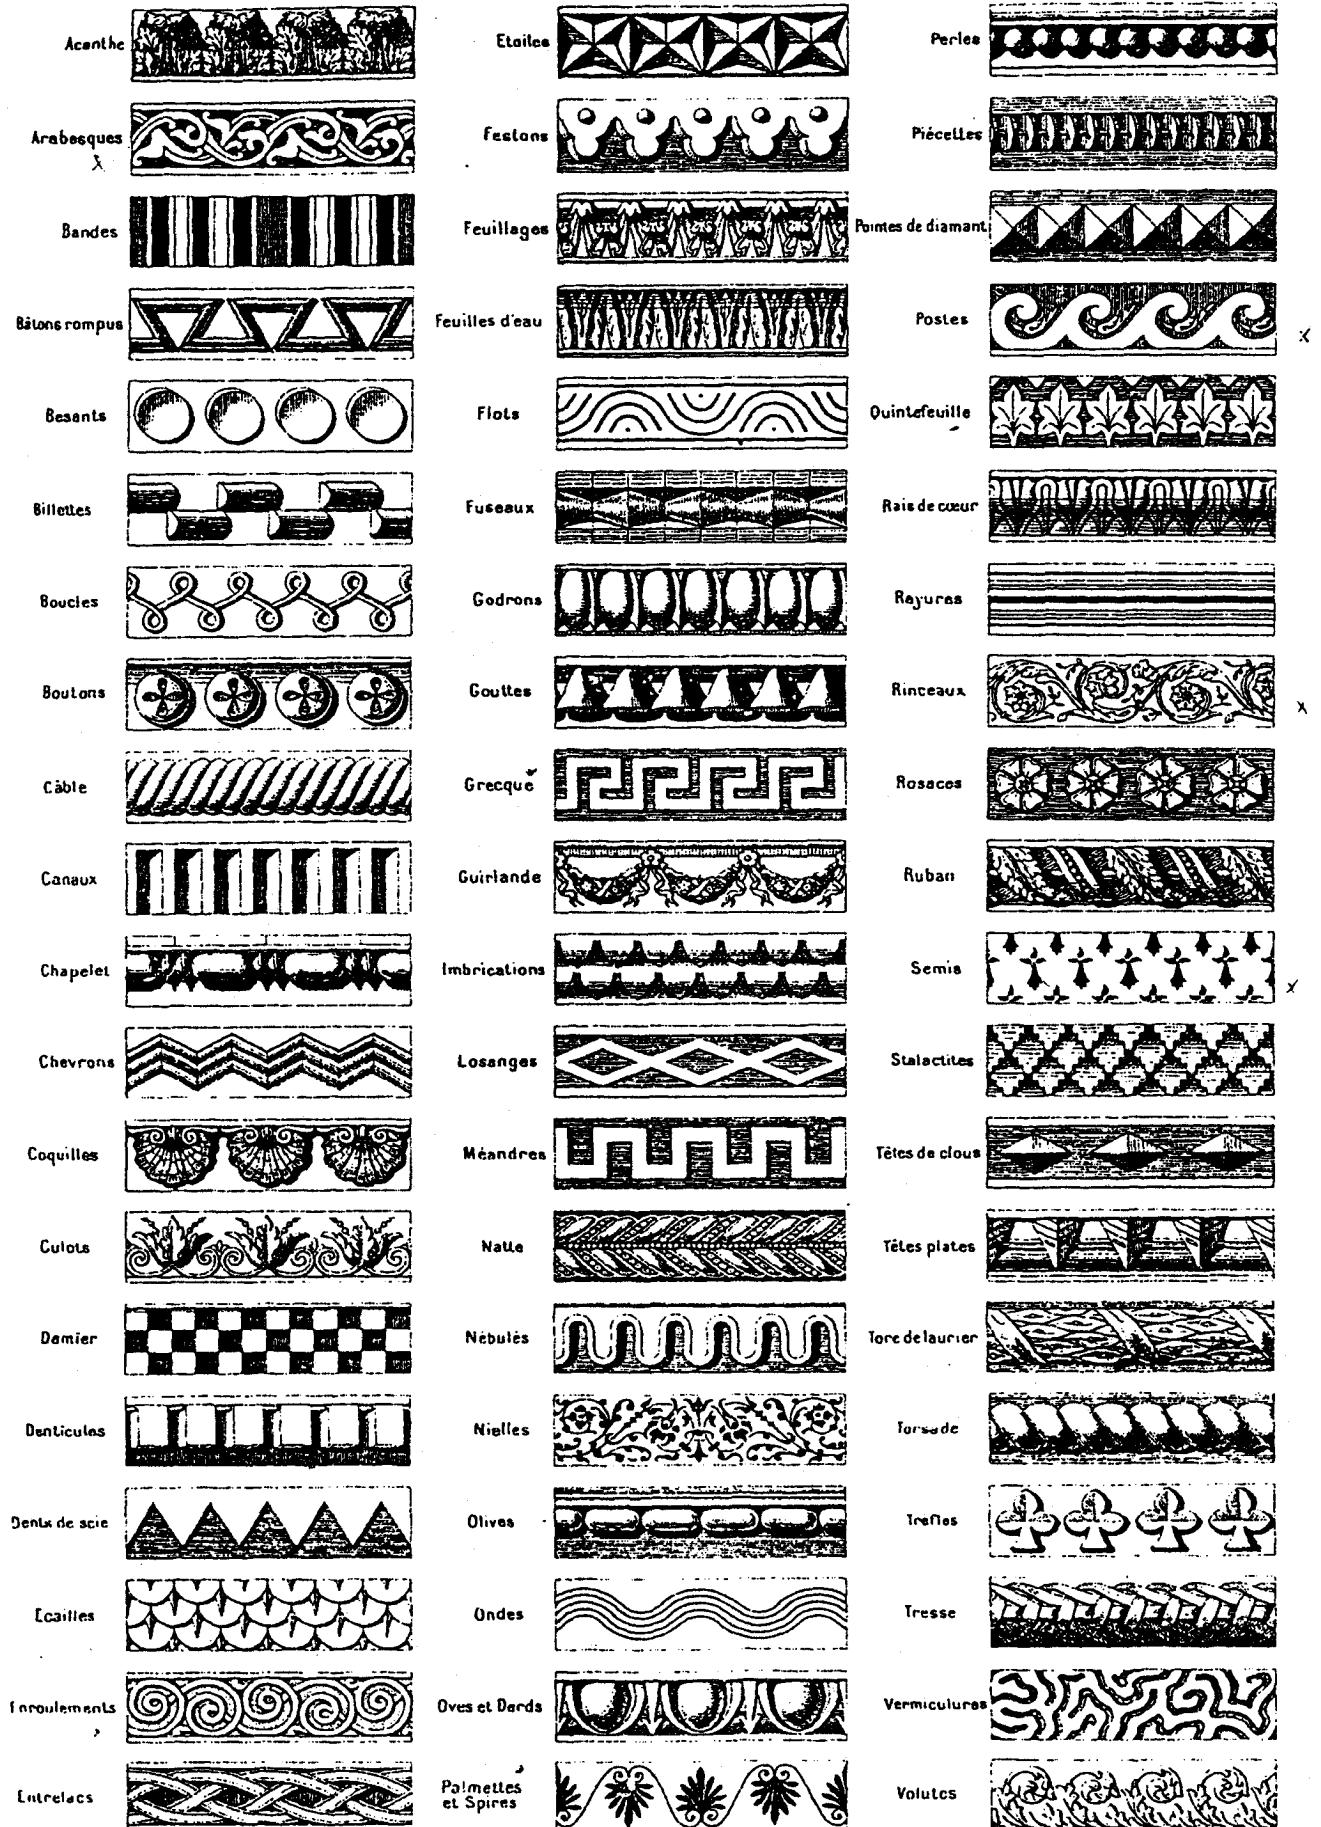 Acanthe
Arabesques
Bandes
Bâtons rompus
Besants
Billettes
Boucles
Boutons
Câble
Canaux
Chapelet
Chevrons
Coquilles
Culots
Damier
Denticules
Dents de scie
Ecailles
Enroulements
Entrelacs
Etoiles
Festons
Feuillages
Feuilles d'eau
Flots
Fuseaux
Godrons
Gouttes
Grecque
Guirlande
Imbrications
Losanges
Méandres
Natte
Nébulés
Nielles
Olives
Ondes
Oves et Dards
Palmettes
et Spires
Perles
Piécettes
Pointes de diamant
Postes
Quintefeuille
Rais de cœur
Rayures
Rinceaux
Rosaces
Ruban
Semis
Stalactites
Têtes de clous
Têtes plates
Tore de laurier
Torsade
Trefles
Tresse
Vermiculures
Volutes